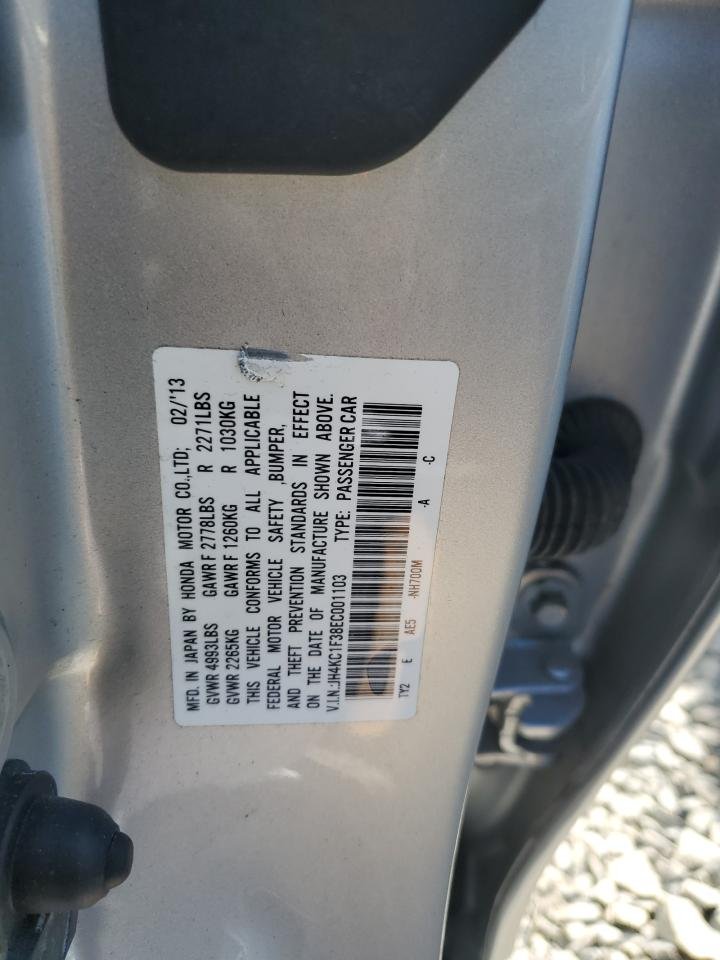 MFD. IN JAPAN BY HONDA MOTOR CO.,LTD; 02/'13
GVWR 4993LBS GAWR F 2778LBS R 2271LBS
GVWR 2265KG GAWR F 1260KG R 1030KG
THIS VEHICLE CONFORMS TO ALL APPLICABLE
FEDERAL MOTOR VEHICLE SAFETY ,BUMPER,
AND THEFT PREVENTION STANDARDS IN EFFECT
ON THE DATE OF MANUFACTURE SHOWN ABOVE.
V.I.N.:JH4KC1F38EC001103 TYPE: PASSENGER CAR
TY2 E AE5 -NH700M -A -C